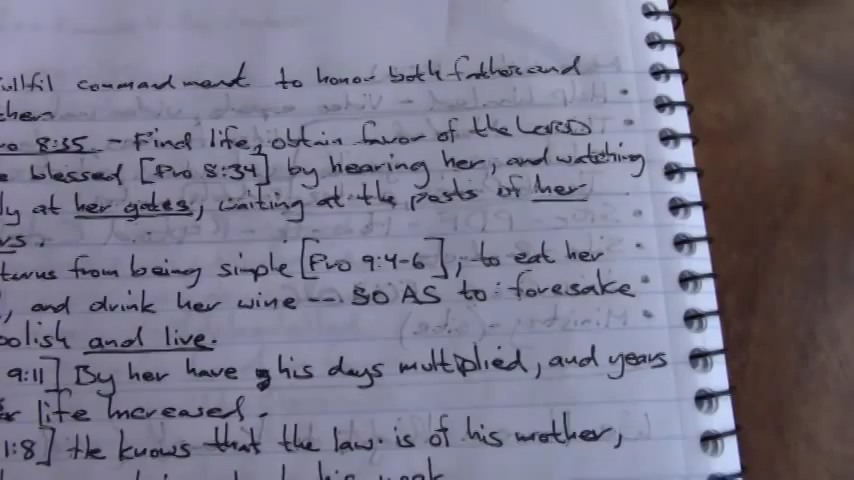 ullfil commandment to honor both father and
ther
o 8:35 - Find life, obtain favor of the LORD
e blessed [Pro 8:34] by hearing her, and watching
ly at her gates, waiting at the posts of her
rs.
turns from being simple [Pro 9:4-6], to eat her
, and drink her wine -- SO AS to foresake
oolish and live.
9:11] By her have his days multiplied, and years
life increased.
1:8] He knows that the law is of his mother,